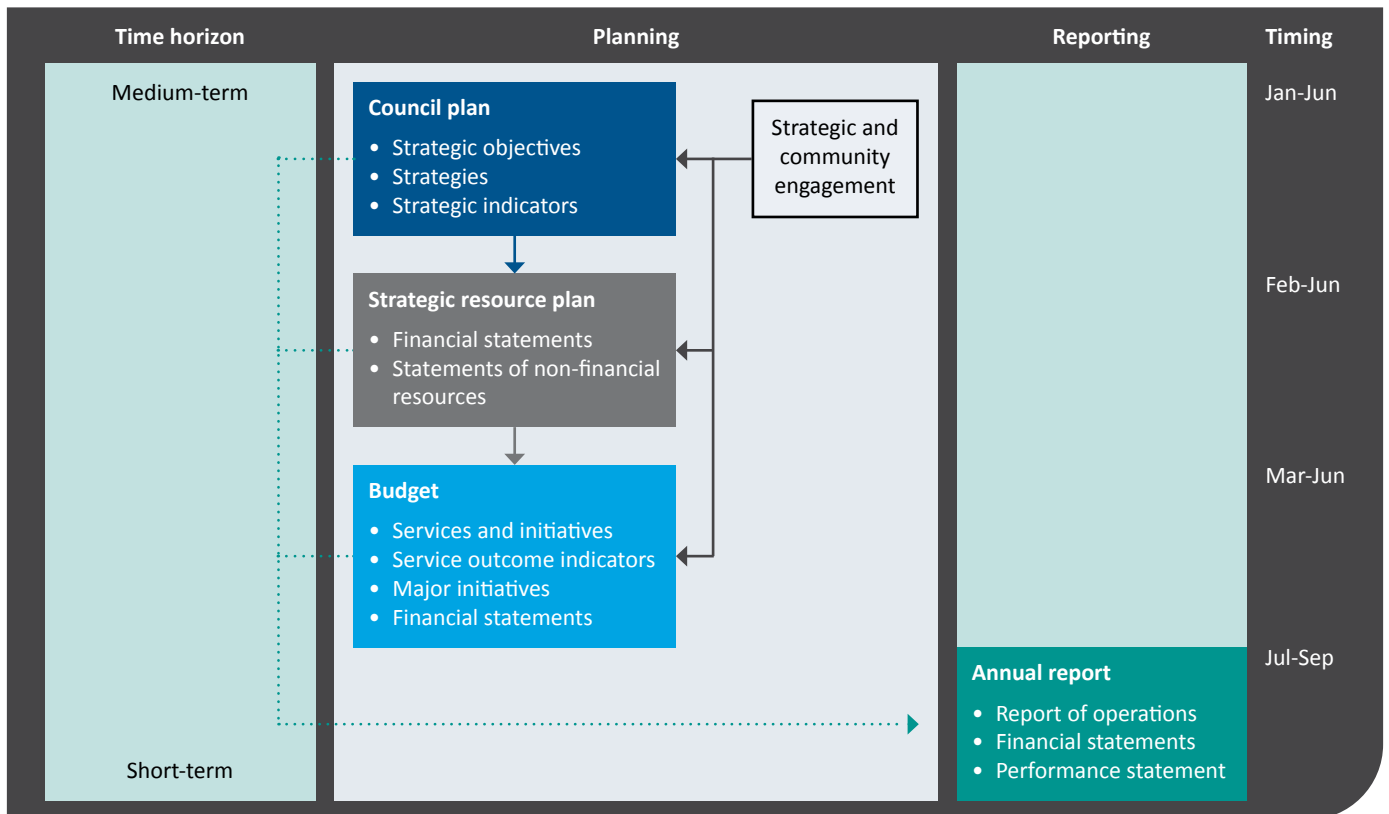 Time horizon
Planning
Reporting
Timing
Medium-term
Short-term
Council plan
• Strategic objectives
• Strategies
• Strategic indicators
Strategic and
community
engagement
Strategic resource plan
• Financial statements
• Statements of non-financial
resources
Budget
• Services and initiatives
• Service outcome indicators
• Major initiatives
• Financial statements
Annual report
• Report of operations
• Financial statements
• Performance statement
Jan-Jun
Feb-Jun
Mar-Jun
Jul-Sep